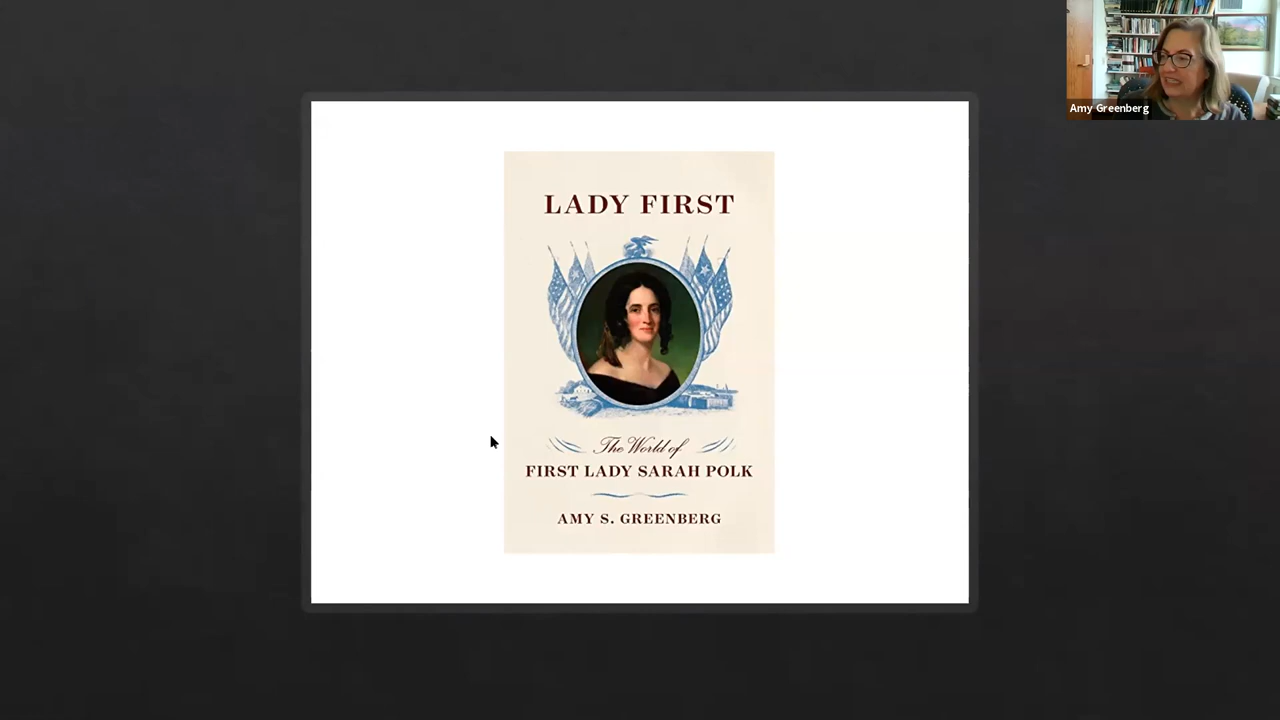 Amy Greenberg
LADY FIRST
The World of
FIRST LADY SARAH POLK
AMY S. GREENBERG